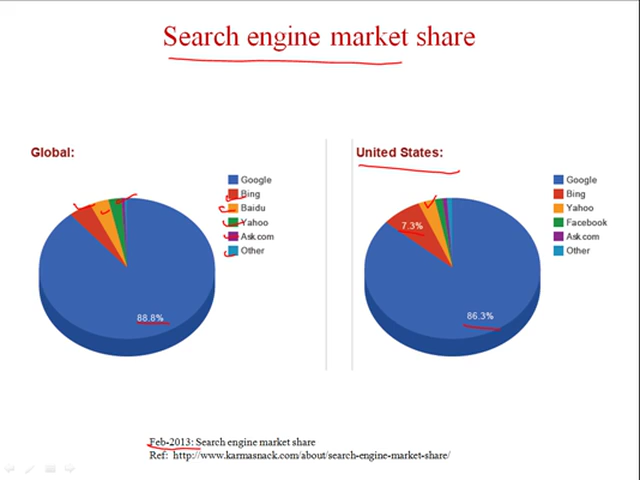 Search engine market share
Global:
Google
Bing
Baidu
Yahoo
Ask.com
Other
88.8%
United States:
Google
Bing
Yahoo
Facebook
Ask.com
Other
7.3%
86.3%
Feb-2013: Search engine market share
Ref: http://www.karmasnack.com/about/search-engine-market-share/